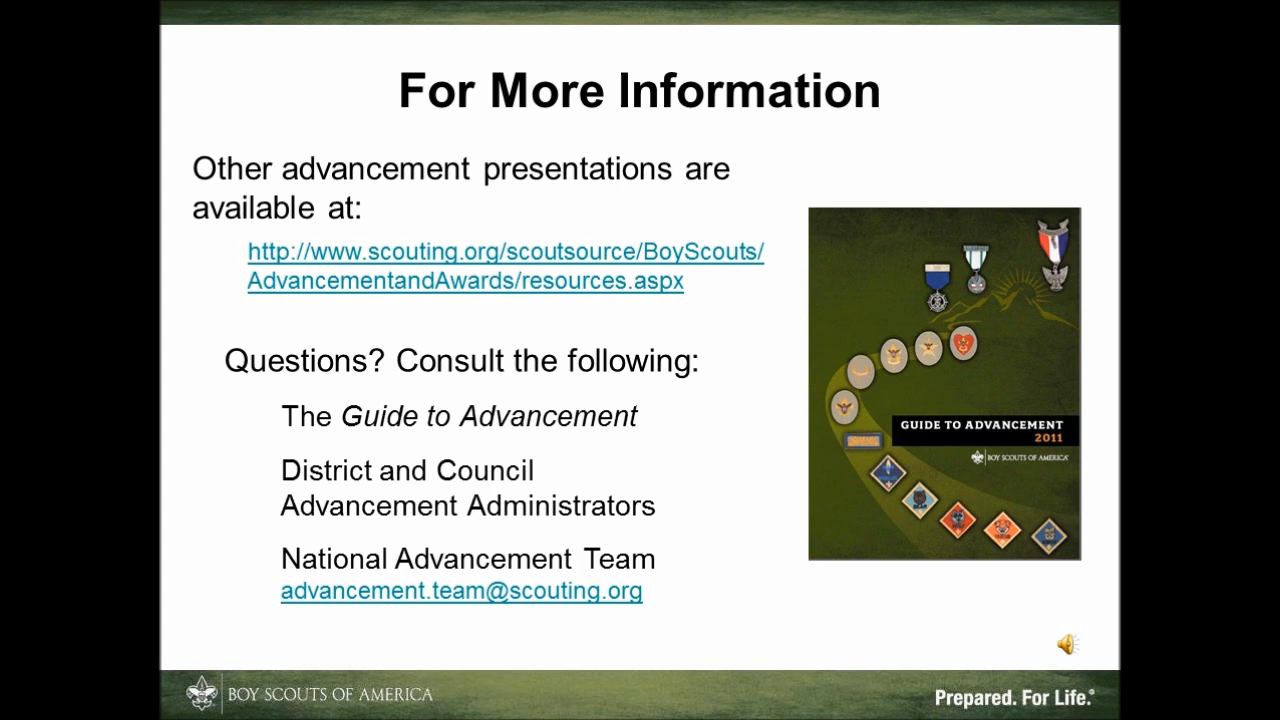 For More Information
Other advancement presentations are
available at:
http://www.scouting.org/scoutsource/BoyScouts/
AdvancementandAwards/resources.aspx
Questions? Consult the following:
The Guide to Advancement
District and Council
Advancement Administrators
National Advancement Team
advancement.team@scouting.org
GUIDE TO ADVANCEMENT
2011
BOY SCOUTS OF AMERICA
BEAR
BOY SCOUTS OF AMERICA
Prepared. For Life.®